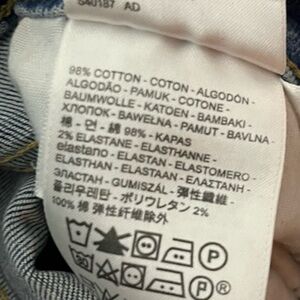 S40187 AD
98% COTTON - COTON - ALGODÓN -
ALGODÃO - PAMUK - COTONE -
BAUMWOLLE - KATOEN - BAMBAKI -
ХЛОПОК - BAWEŁNA - PAMUT - BAVLNA -
棉 - 면 - 綿 98% - KAPAS
2% ELASTANE - ELASTHANNE -
elastano - ELASTAN - ELASTOMERO -
ELASTHAN - ELASTAAN - ΕΛΑΣΤΑΝΗ -
ЭЛАСТАН - GUMISZÁL - 弹性纖維 -
폴리우레탄 - ポリウレタン 2%
100% 棉 弹性纤维除外
P
P